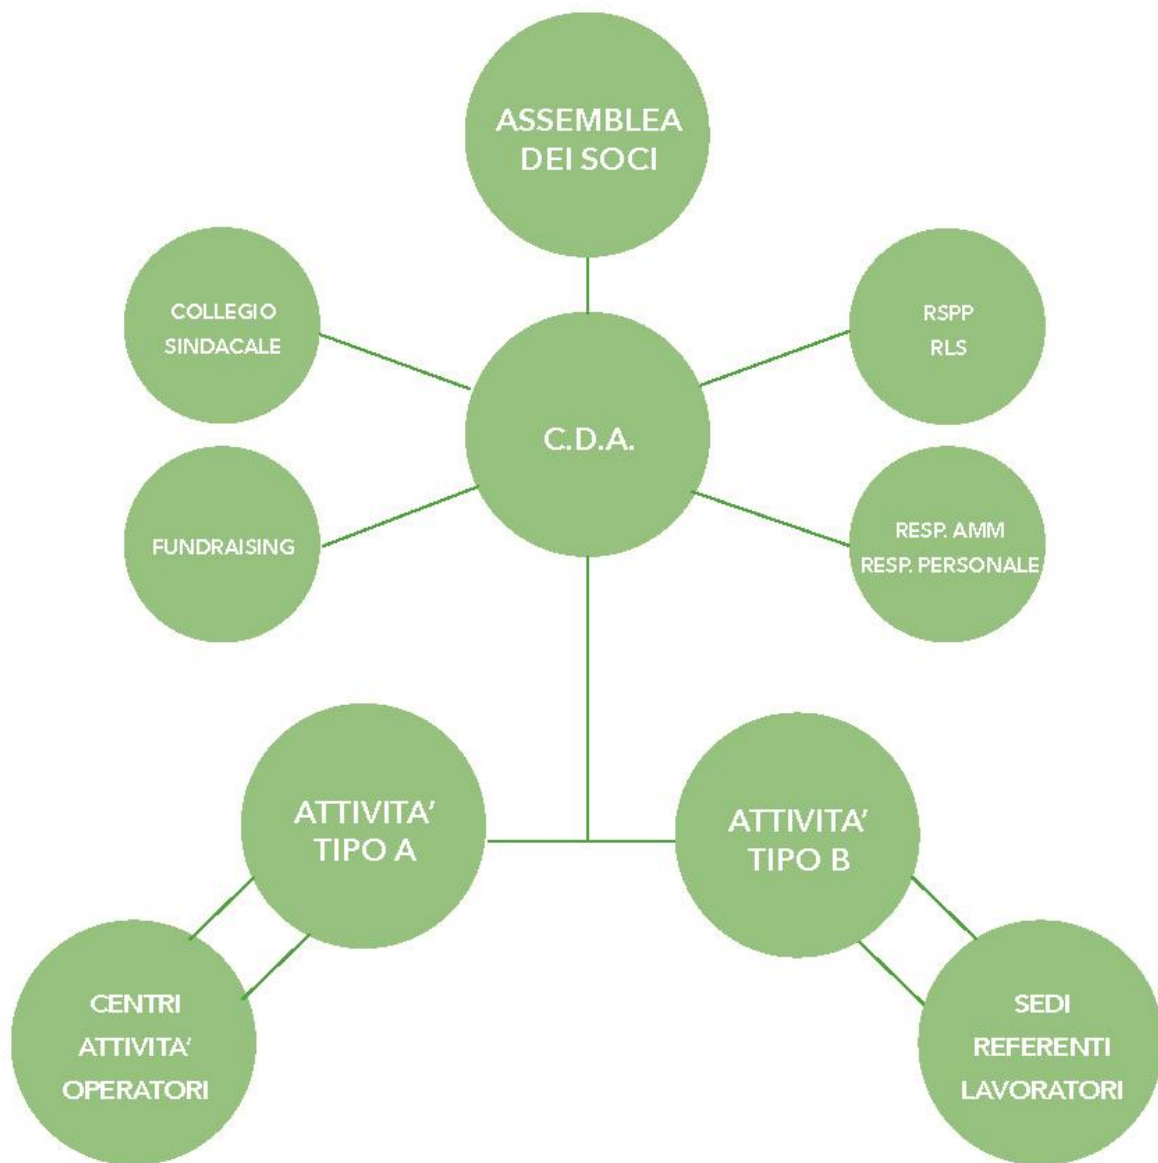 ASSEMBLEA
DEI SOCI
COLLEGIO
SINDACALE
RSPP
RLS
C.D.A.
FUNDRAISING
RESP. AMM
RESP. PERSONALE
ATTIVITA’
TIPO A
ATTIVITA’
TIPO B
CENTRI
ATTIVITA’
OPERATORI
SEDI
REFERENTI
LAVORATORI